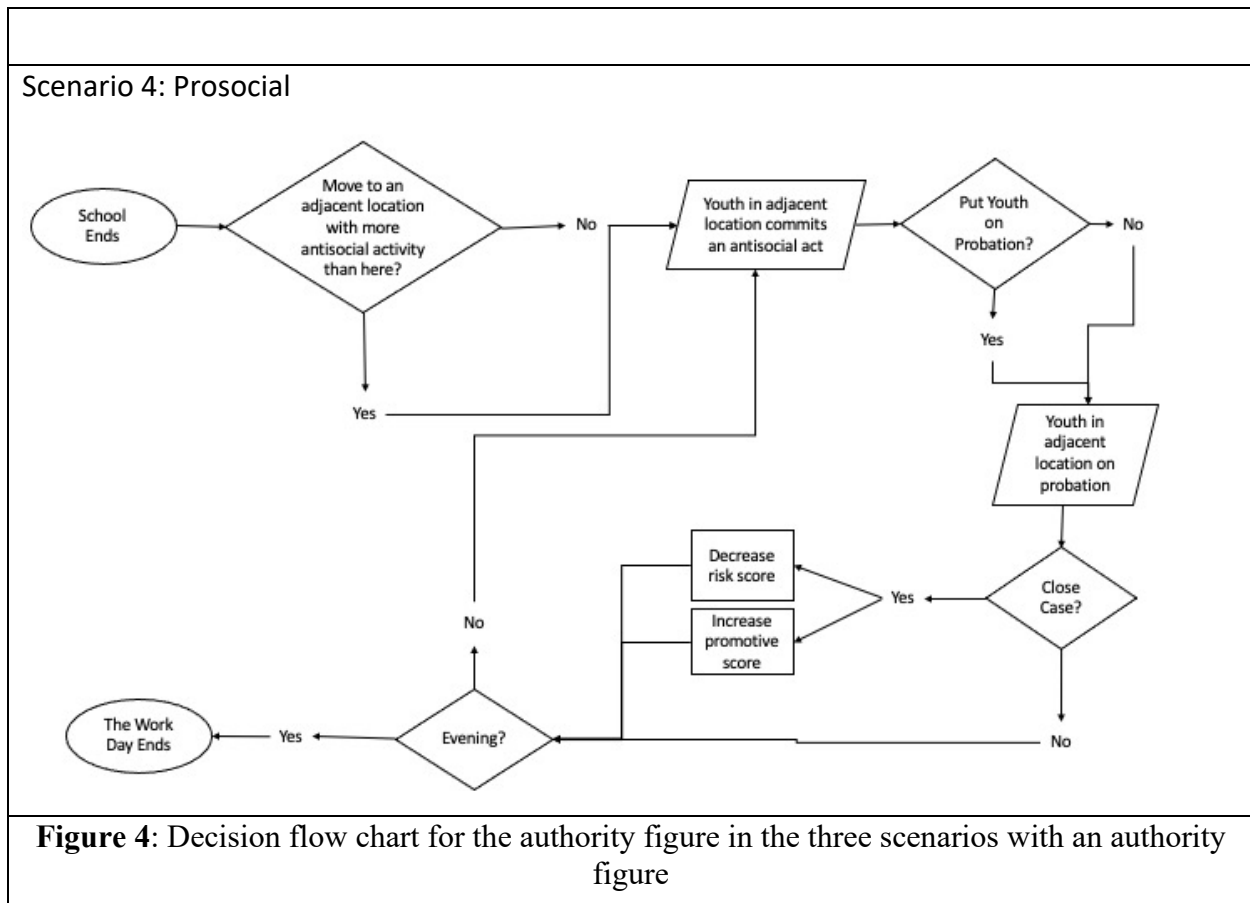 Scenario 4: Prosocial
School
Ends
Move to an
adjacent location
with more
antisocial activity
than here?
No
Yes
Youth in adjacent
location commits
an antisocial act
Put Youth
on
Probation?
No
Yes
Youth in
adjacent
location on
probation
Close
Case?
Yes
No
Decrease
risk score
Increase
promotive
score
Evening?
No
Yes
The Work
Day Ends
Figure 4: Decision flow chart for the authority figure in the three scenarios with an authority
figure